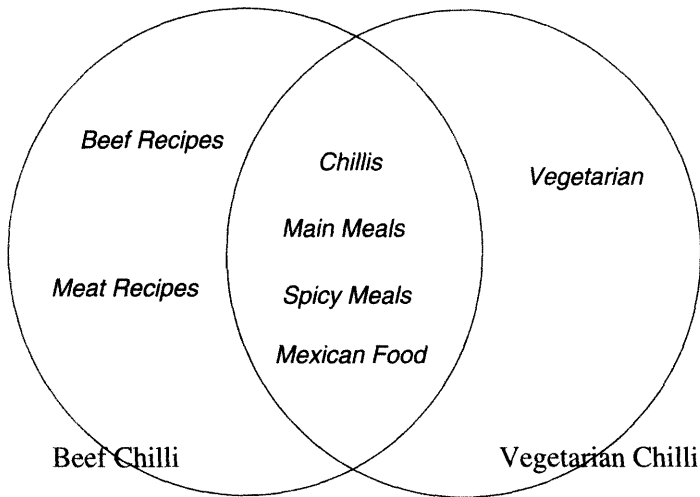 Beef Recipes
Meat Recipes
Chillis
Main Meals
Spicy Meals
Mexican Food
Vegetarian
Beef Chilli
Vegetarian Chilli